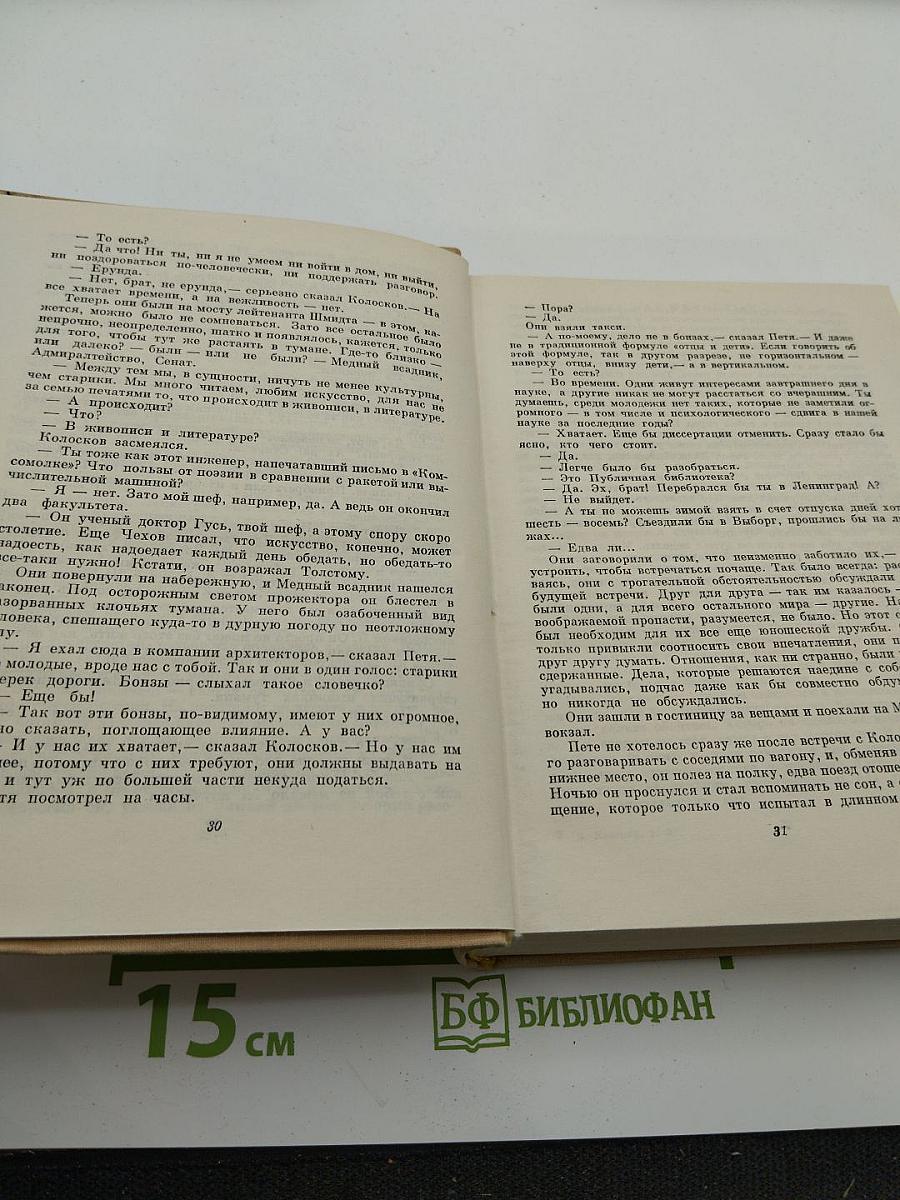 — То есть?
— Да что! Ни ты, ни я не умеем ни войти в дом, ни выйти,
ни поздороваться по-человечески, ни поддержать разговор.
— Ерунда.
— Нет, брат, не ерунда,— серьезно сказал Колосков.— На
все хватает времени, а на вежливость — нет.
Теперь они были на мосту лейтенанта Шмидта — в этом, ка-
жется, можно было не сомневаться. Зато все остальное было
непрочно, неопределенно, шатко и появлялось, кажется, только
для того, чтобы тут же растаять в тумане. Где-то близко —
или далеко? — были — или не были? — Медный всадник,
Адмиралтейство, Сенат.
— Между тем мы, в сущности, ничуть не менее культурны,
чем старики. Мы много читаем, любим искусство, для нас не
за семью печатями то, что происходит в живописи, в литературе.
— А происходит?
— Что?
— В живописи и литературе?
Колосков засмеялся.
— Ты тоже как этот инженер, напечатавший письмо в «Ком-
сомолке»? Что пользы от поэзии в сравнении с ракетой или вы-
числительной машиной?
— Я — нет. Зато мой шеф, например, да. А ведь он окончил
два факультета.
— Он ученый доктор Гусь, твой шеф, а этому спору скоро
столетие. Еще Чехов писал, что искусство, конечно, может
надоесть, как надоедает каждый день обедать, но обедать-то
все-таки нужно! Кстати, он возражал Толстому.
Они повернули на набережную, и Медный всадник нашелся
наконец. Под осторожным светом прожектора он блестел в
разорванных клочьях тумана. У него был озабоченный вид
человека, спешащего куда-то в дурную погоду по неотложному
лу.
— Я ехал сюда в компании архитекторов,— сказал Петя.—
молодые, вроде нас с тобой. Так и они в один голос: старики
перек дороги. Бонзы — слыхал такое словечко?
— Еще бы!
— Так вот эти бонзы, по-видимому, имеют у них огромное,
но сказать, поглощающее влияние. А у вас?
— И у нас их хватает,— сказал Колосков.— Но у нас им
нее, потому что с них требуют, они должны выдавать на
и тут уж по большей части некуда податься.
тя посмотрел на часы.
30
— Пора?
— Да.
Они взяли такси.
— А по-моему, дело не в бонзах,— сказал Петя.— И даже
не в традиционной формуле «отцы и дети». Если говорить об
этой формуле, так в другом разрезе, не горизонтальном —
наверху отцы, внизу дети,— а в вертикальном.
— То есть?
— Во времени. Одни живут интересами завтрашнего дня в
науке, а другие никак не могут расстаться со вчерашним. Ты
думаешь, среди молодежи нет таких, которые не заметили ог-
ромного — в том числе и психологического — сдвига в нашей
науке за последние годы?
— Хватает. Еще бы диссертации отменить. Сразу стало бы
ясно, кто чего стоит.
— Да.
— Легче было бы разобраться.
— Это Публичная библиотека?
— Да. Эх, брат! Перебрался бы ты в Ленинград! А?
— Не выйдет.
— А ты не можешь зимой взять в счет отпуска дней хот
шесть — восемь? Съездили бы в Выборг, прошлись бы на лы
жах...
— Едва ли...
Они заговорили о том, что неизменно заботило их,—
устроить, чтобы встречаться почаще. Так было всегда: рас
ваясь, они с трогательной обстоятельностью обсуждали
будущей встречи. Друг для друга — так им казалось —
были одни, а для всего остального мира — другие. На
воображаемой пропасти, разумеется, не было. Но этот
был необходим для их все еще юношеской дружбы.
только привыкли соотносить свои впечатления, они п
друг другу думать. Отношения, как ни странно, были
сдержанные. Дела, которые решаются наедине с соб
угадывались, подчас даже как бы совместно обдум
но никогда не обсуждались.
Они зашли в гостиницу за вещами и поехали на М
вокзал.
Пете не хотелось сразу же после встречи с Коло
го разговаривать с соседями по вагону, и, обменяв
нижнее место, он полез на полку, едва поезд отоше
Ночью он проснулся и стал вспоминать не сон, а
щение, которое только что испытал в длинном
31
15 см
БФ БИБЛИОФАН